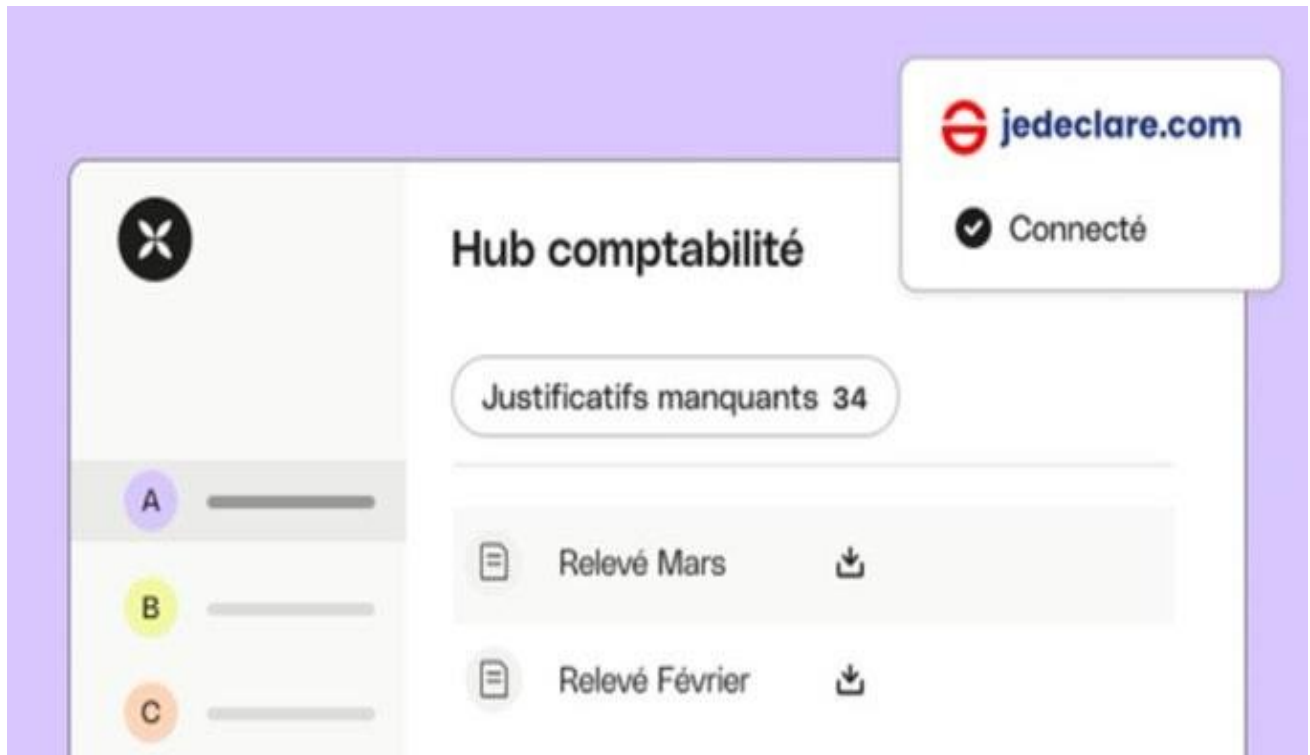 jedeclare.com
Connecté
Hub comptabilité
Justificatifs manquants 34
A
Relevé Mars
B
Relevé Février
C